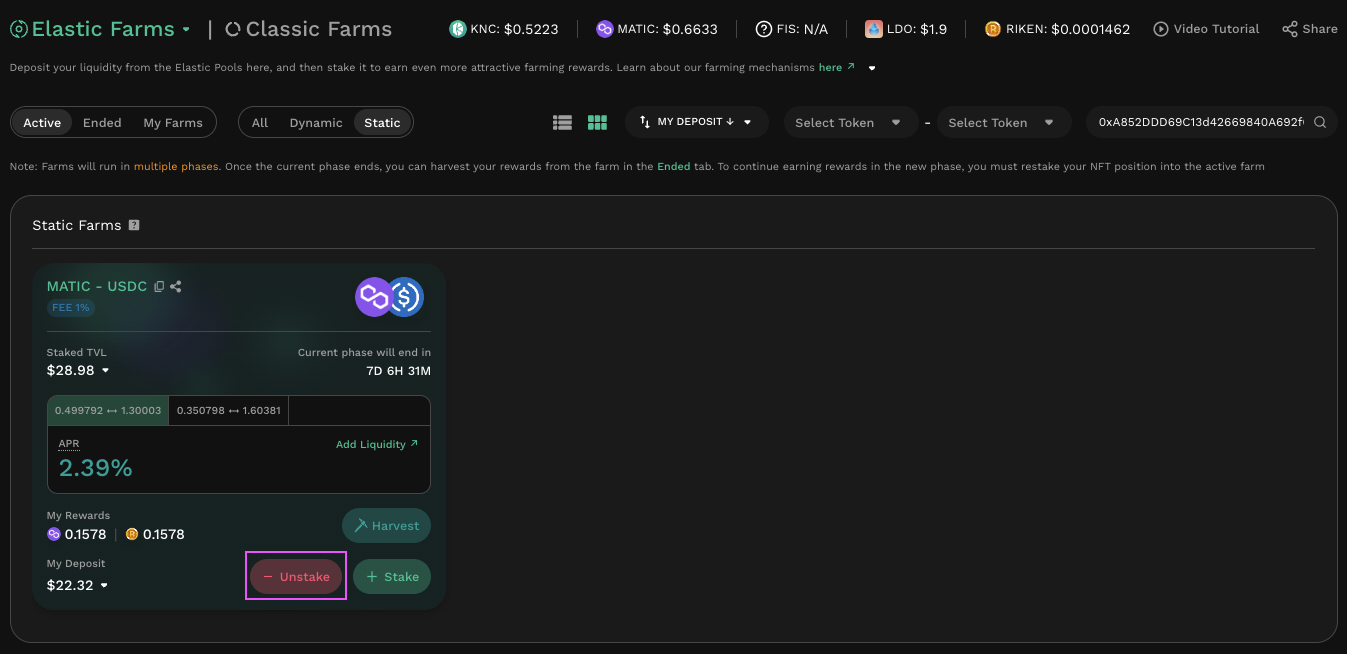 Elastic Farms | Classic Farms
KNC: $0.5223
MATIC: $0.6633
FIS: N/A
LDO: $1.9
RIKEN: $0.0001462
Video Tutorial
Share
Deposit your liquidity from the Elastic Pools here, and then stake it to earn even more attractive farming rewards. Learn about our farming mechanisms here ↗
Active Ended My Farms
All Dynamic Static
MY DEPOSIT ↓
Select Token - Select Token
0xA852DDD69C13d42669840A692f
Note: Farms will run in multiple phases. Once the current phase ends, you can harvest your rewards from the farm in the Ended tab. To continue earning rewards in the new phase, you must restake your NFT position into the active farm
Static Farms ?
MATIC - USDC
FEE 1%
Staked TVL Current phase will end in
$28.98 7D 6H 31M
0.499792 ↔ 1.30003 0.350798 ↔ 1.60381
APR Add Liquidity ↗
2.39%
My Rewards
0.1578 | 0.1578 Harvest
My Deposit
$22.32 − Unstake + Stake